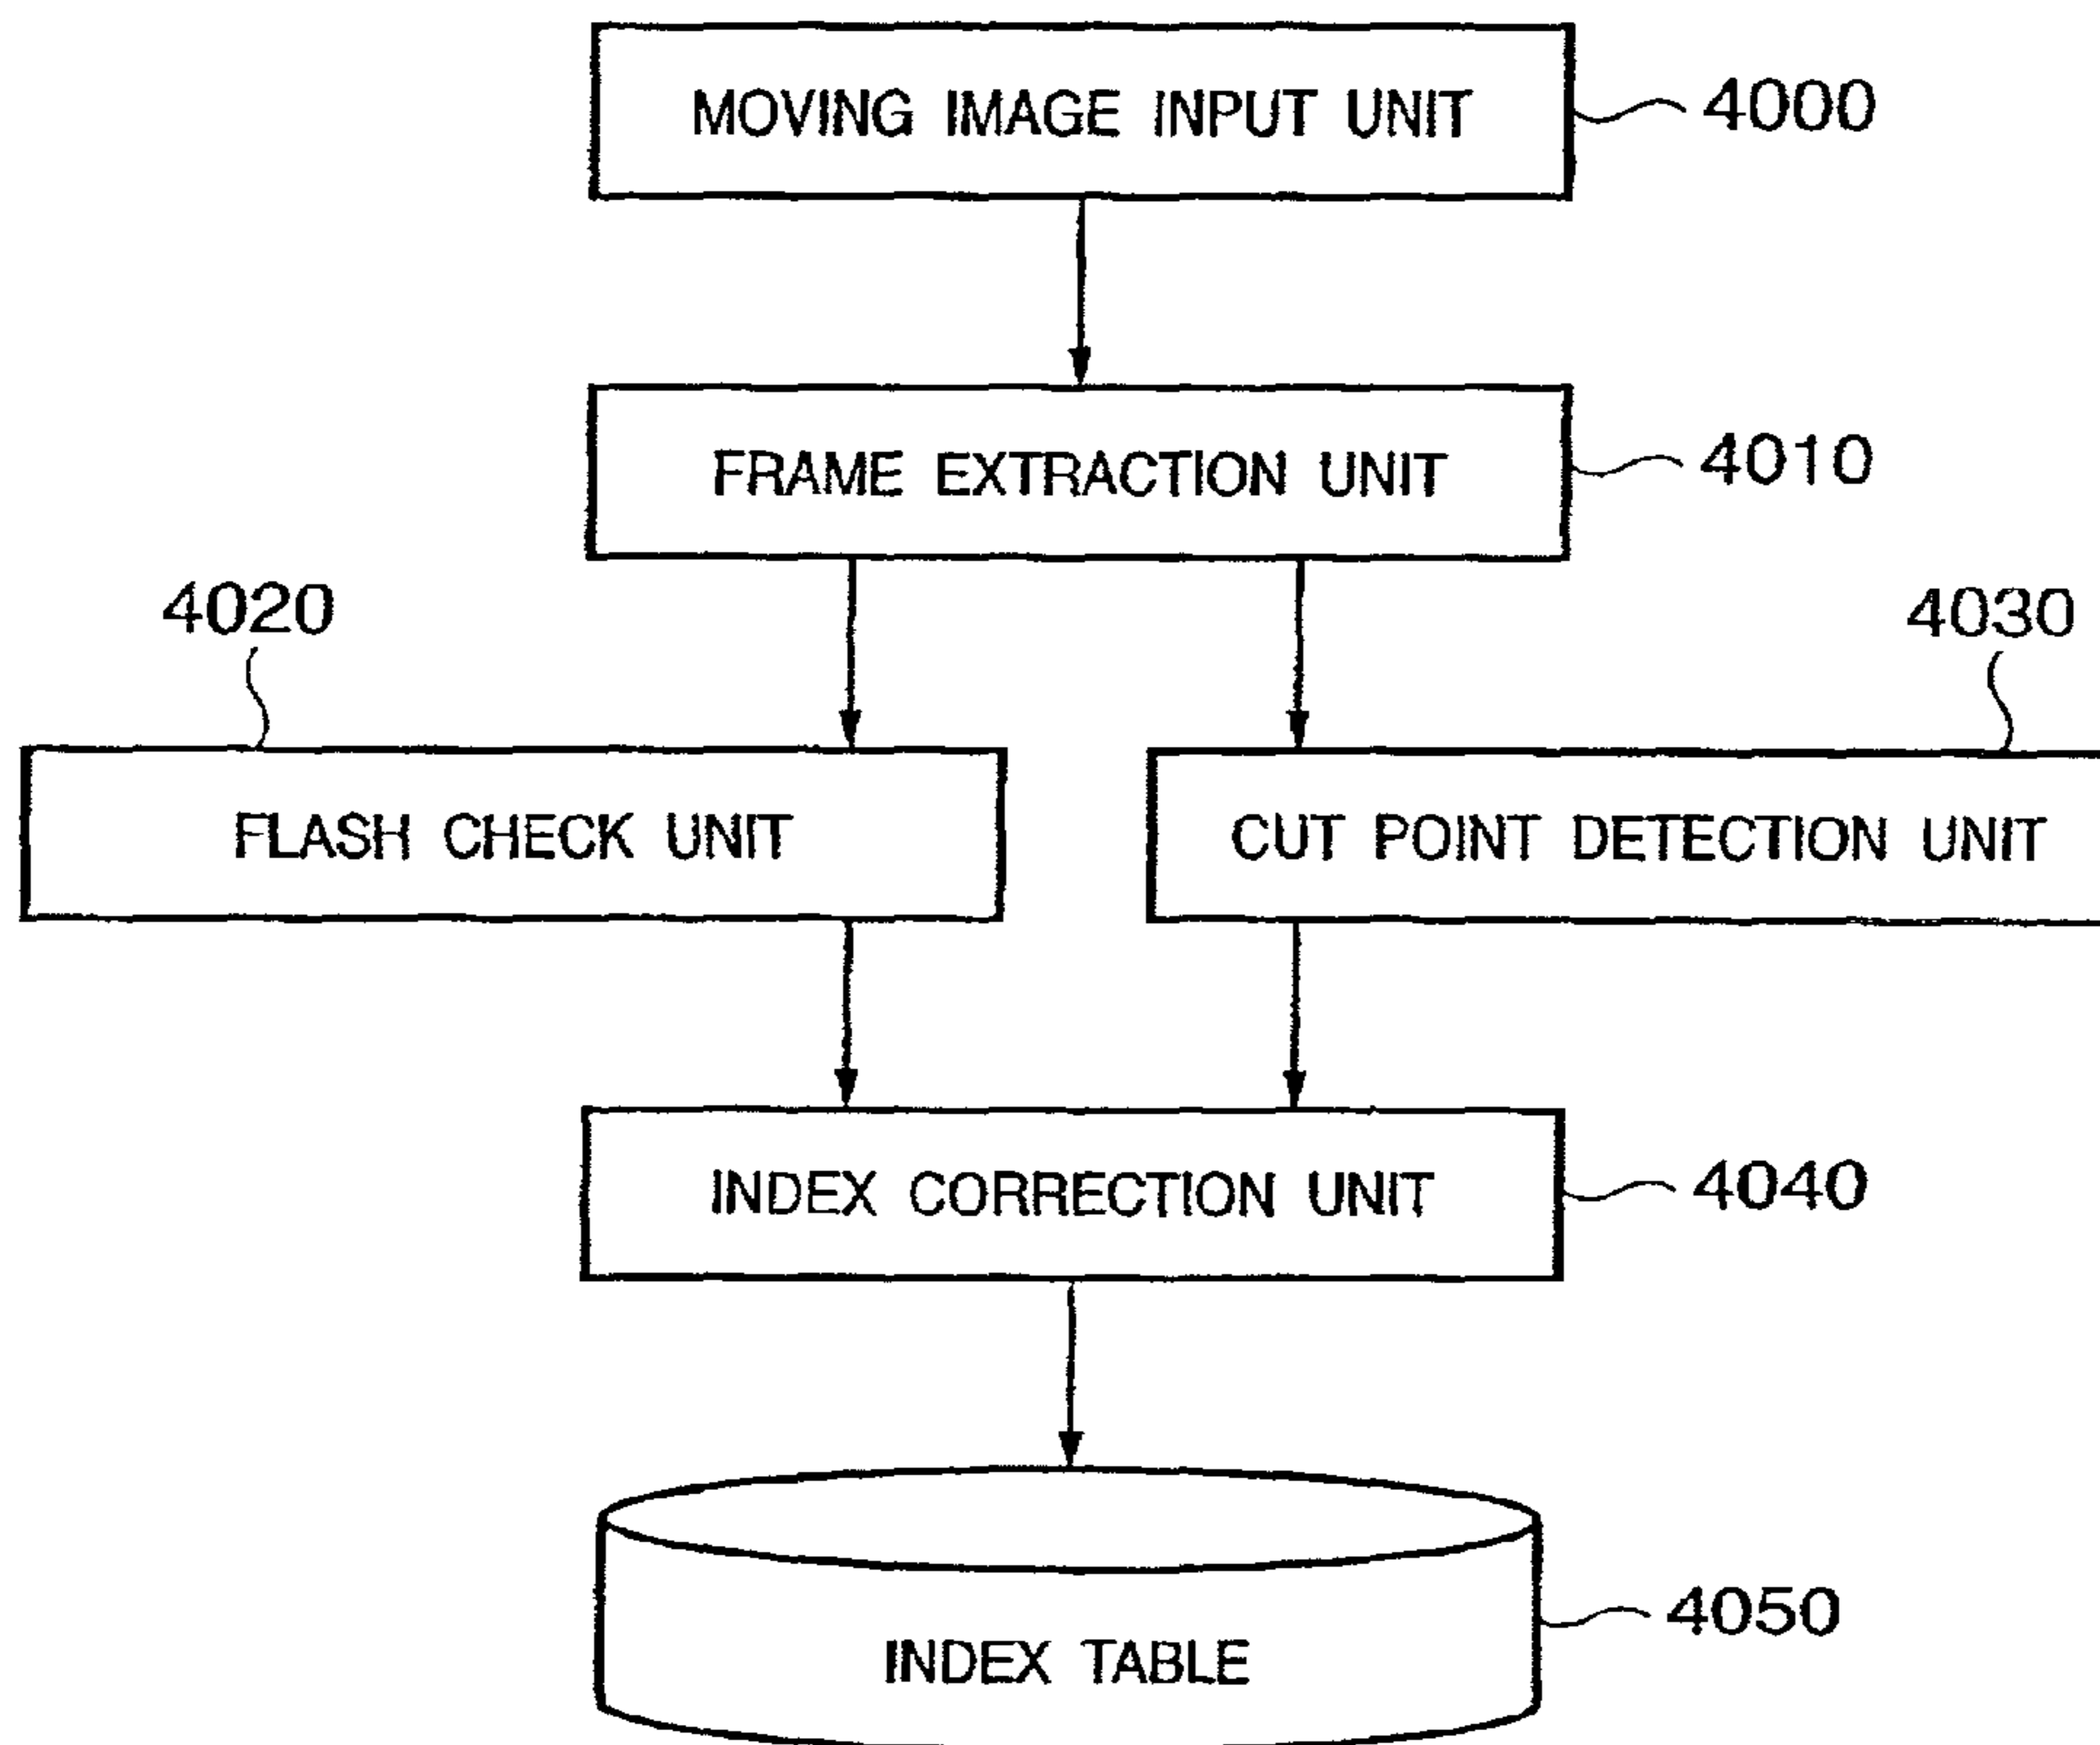 MOVING IMAGE INPUT UNIT
4000
FRAME EXTRACTION UNIT
4010
4020
4030
FLASH CHECK UNIT
CUT POINT DETECTION UNIT
INDEX CORRECTION UNIT
4040
INDEX TABLE
4050